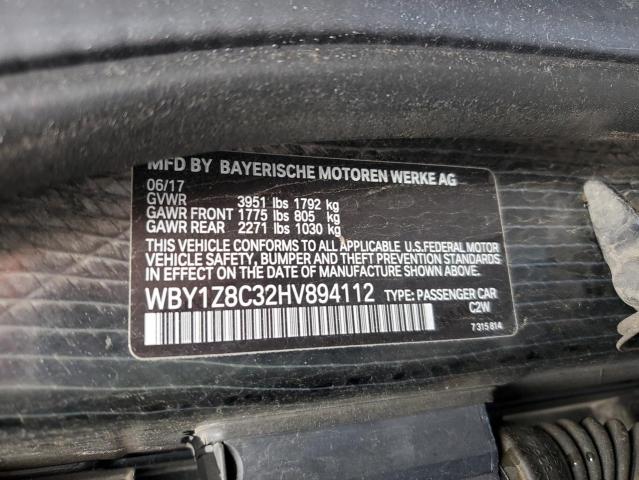 MFD BY BAYERISCHE MOTOREN WERKE AG
06/17
GVWR 3951 lbs 1792 kg
GAWR FRONT 1775 lbs 805 kg
GAWR REAR 2271 lbs 1030 kg
THIS VEHICLE CONFORMS TO ALL APPLICABLE U.S.FEDERAL MOTOR
VEHICLE SAFETY, BUMPER AND THEFT PREVENTION STANDARDS
IN EFFECT ON THE DATE OF MANUFACTURE SHOWN ABOVE.
WBY1Z8C32HV894112 TYPE: PASSENGER CAR
C2W
7 315 814